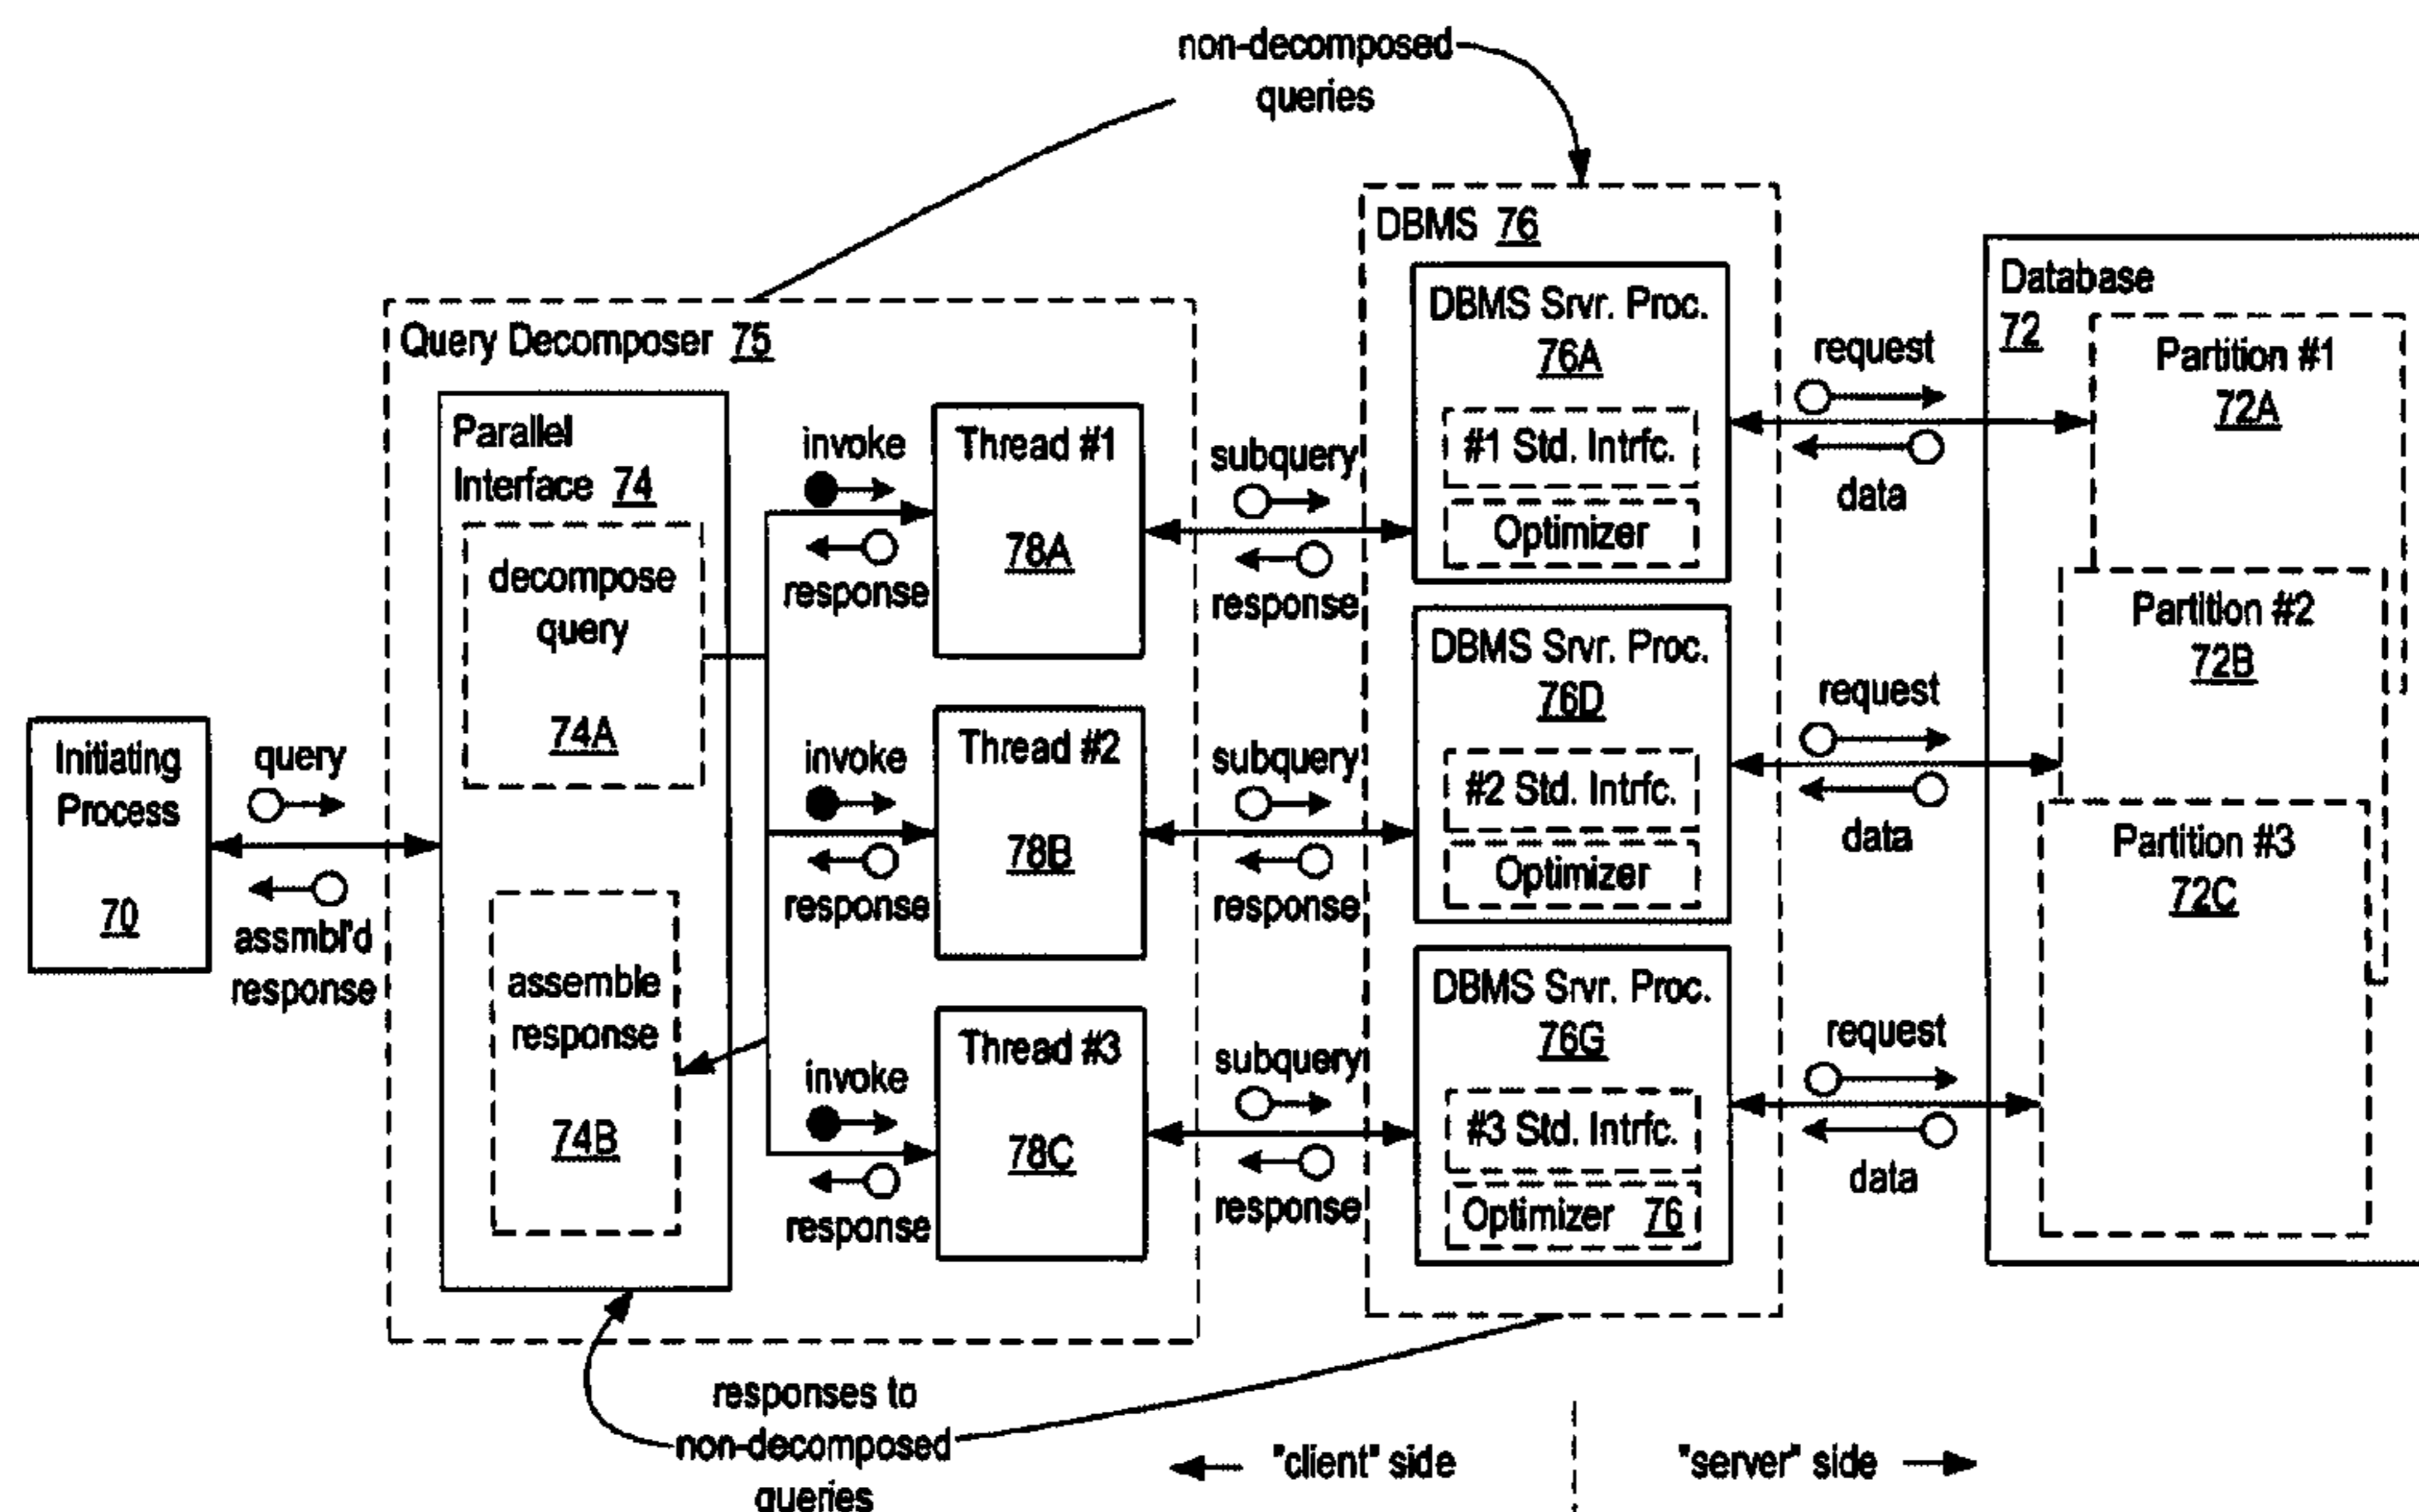 non-decomposed
queries
DBMS 76
DBMS Srvr. Proc.
76A
#1 Std. Intrfc.
Optimizer
DBMS Srvr. Proc.
76D
#2 Std. Intrfc.
Optimizer
DBMS Srvr. Proc.
76G
#3 Std. Intrfc.
Optimizer 76
Database
72
Partition #1
72A
Partition #2
72B
Partition #3
72C
request
data
request
data
request
data
Query Decomposer 75
Parallel
Interface 74
decompose
query
74A
assemble
response
74B
invoke
response
invoke
response
invoke
response
Thread #1
78A
Thread #2
78B
Thread #3
78C
subquery
response
subquery
response
subquery
response
Initiating
Process
70
query
assmbl'd
response
responses to
non-decomposed
queries
"client" side
"server" side